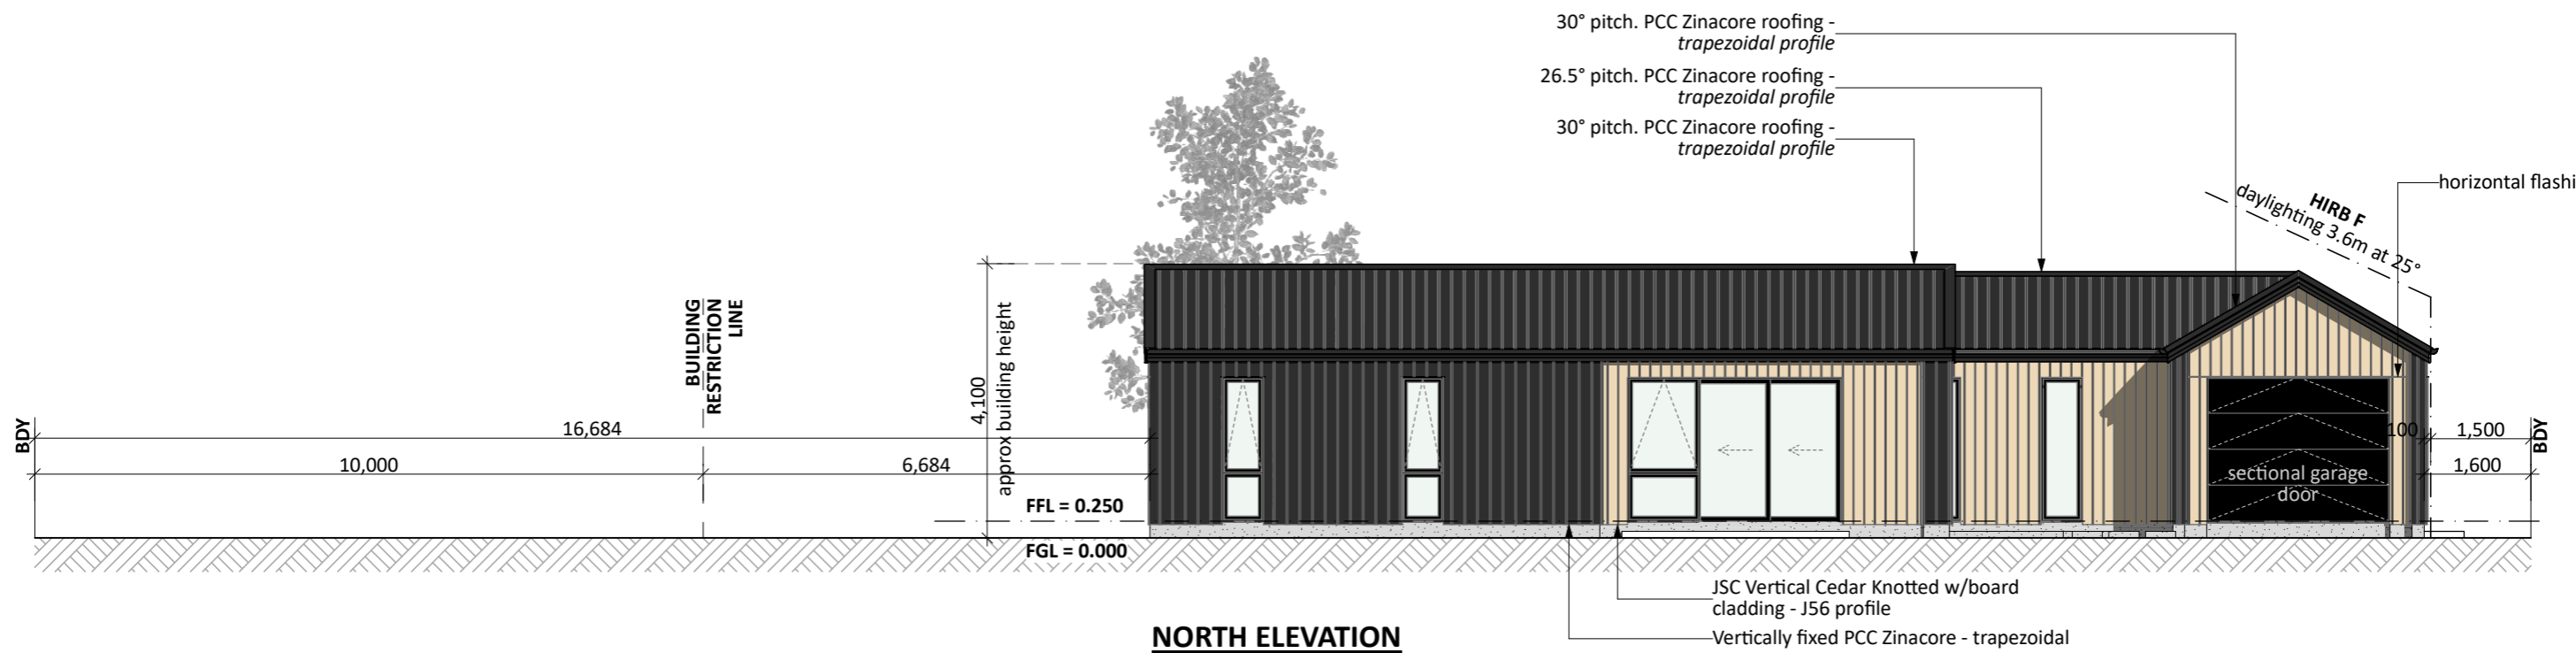 30° pitch. PCC Zinacore roofing -
trapezoidal profile
26.5° pitch. PCC Zinacore roofing -
trapezoidal profile
30° pitch. PCC Zinacore roofing -
trapezoidal profile
horizontal flashi
HIRB F
daylighting 3.6m at 25°
BUILDING
RESTRICTION
LINE
4,100
approx building height
BDY
16,684
10,000
6,684
FFL = 0.250
FGL = 0.000
sectional garage
door
100
1,500
1,600
BDY
JSC Vertical Cedar Knotted w/board
cladding - J56 profile
Vertically fixed PCC Zinacore - trapezoidal
NORTH ELEVATION